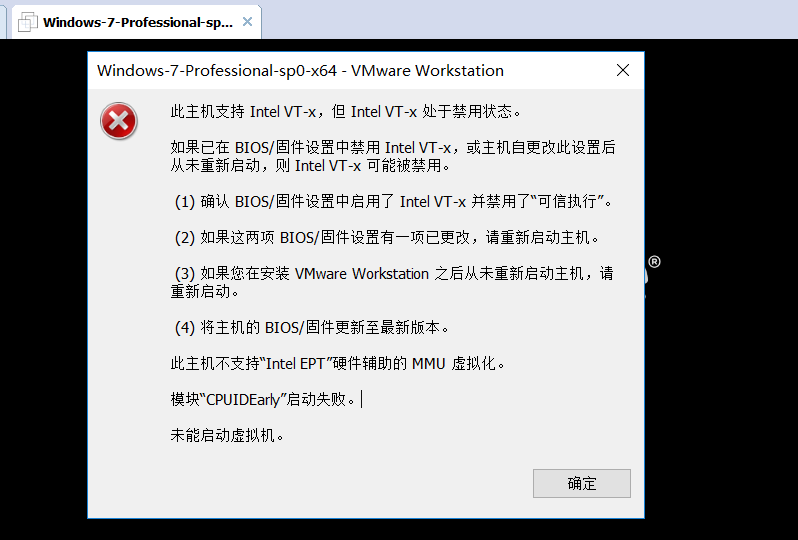 Windows-7-Professional-sp...
Windows-7-Professional-sp0-x64 - VMware Workstation
此主机支持 Intel VT-x，但 Intel VT-x 处于禁用状态。
如果已在 BIOS/固件设置中禁用 Intel VT-x，或主机自更改此设置后
从未重新启动，则 Intel VT-x 可能被禁用。
(1) 确认 BIOS/固件设置中启用了 Intel VT-x 并禁用了“可信执行”。
(2) 如果这两项 BIOS/固件设置有一项已更改，请重新启动主机。
(3) 如果您在安装 VMware Workstation 之后从未重新启动主机，请
重新启动。
(4) 将主机的 BIOS/固件更新至最新版本。
此主机不支持“Intel EPT”硬件辅助的 MMU 虚拟化。
模块“CPUIDEarly”启动失败。
未能启动虚拟机。
确定
®